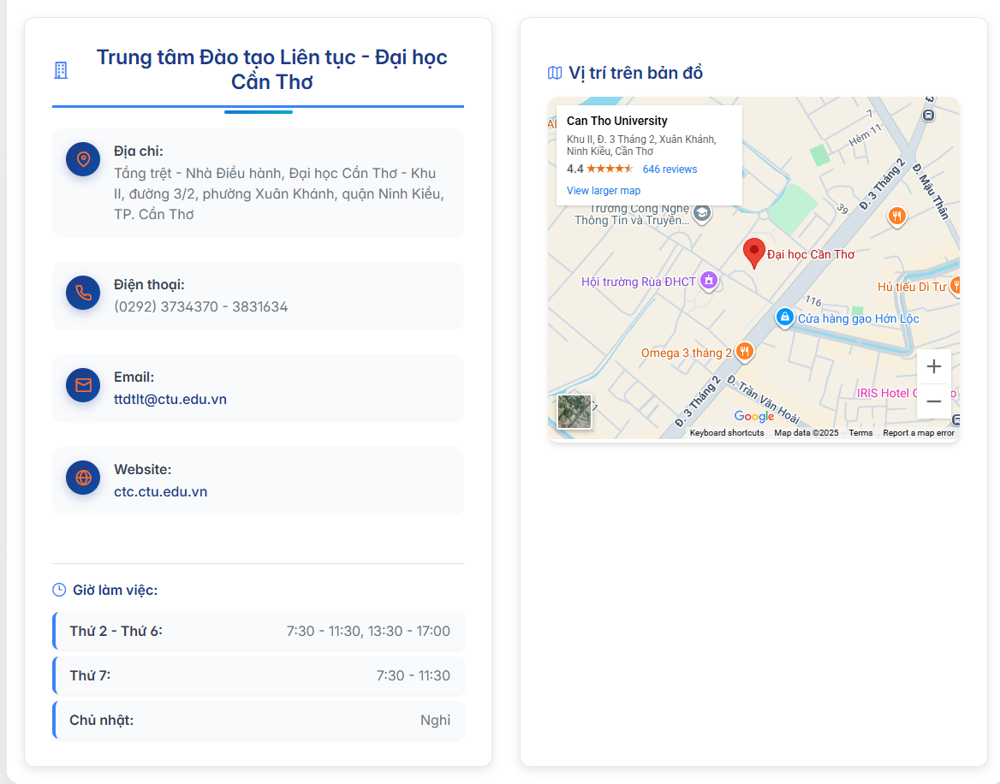 Trung tâm Đào tạo Liên tục - Đại học
Cần Thơ
Địa chỉ:
Tầng trệt - Nhà Điều hành, Đại học Cần Thơ - Khu
II, đường 3/2, phường Xuân Khánh, quận Ninh Kiều,
TP. Cần Thơ
Điện thoại:
(0292) 3734370 - 3831634
Email:
ttdtlt@ctu.edu.vn
Website:
ctc.ctu.edu.vn
Giờ làm việc:
Thứ 2 - Thứ 6: 7:30 - 11:30, 13:30 - 17:00
Thứ 7: 7:30 - 11:30
Chủ nhật: Nghỉ
Vị trí trên bản đồ
Can Tho University
Khu II, Đ. 3 Tháng 2, Xuân Khánh,
Ninh Kiều, Cần Thơ
4.4 646 reviews
View larger map
7
Hẻm 11
Đ. 3 Tháng 2
Đ. Mậu Thân
39
Trường Công Nghệ
Thông Tin và Truyền...
Đại học Cần Thơ
Hội trường Rùa ĐHCT
Hủ tiếu Dì Tư
116
Cửa hàng gạo Hớn Lộc
Omega 3 tháng 2
Đ. 3 Tháng 2
Đ. Trần Văn Hoài
IRIS Hotel C
Google
Keyboard shortcuts Map data ©2025 Terms Report a map error